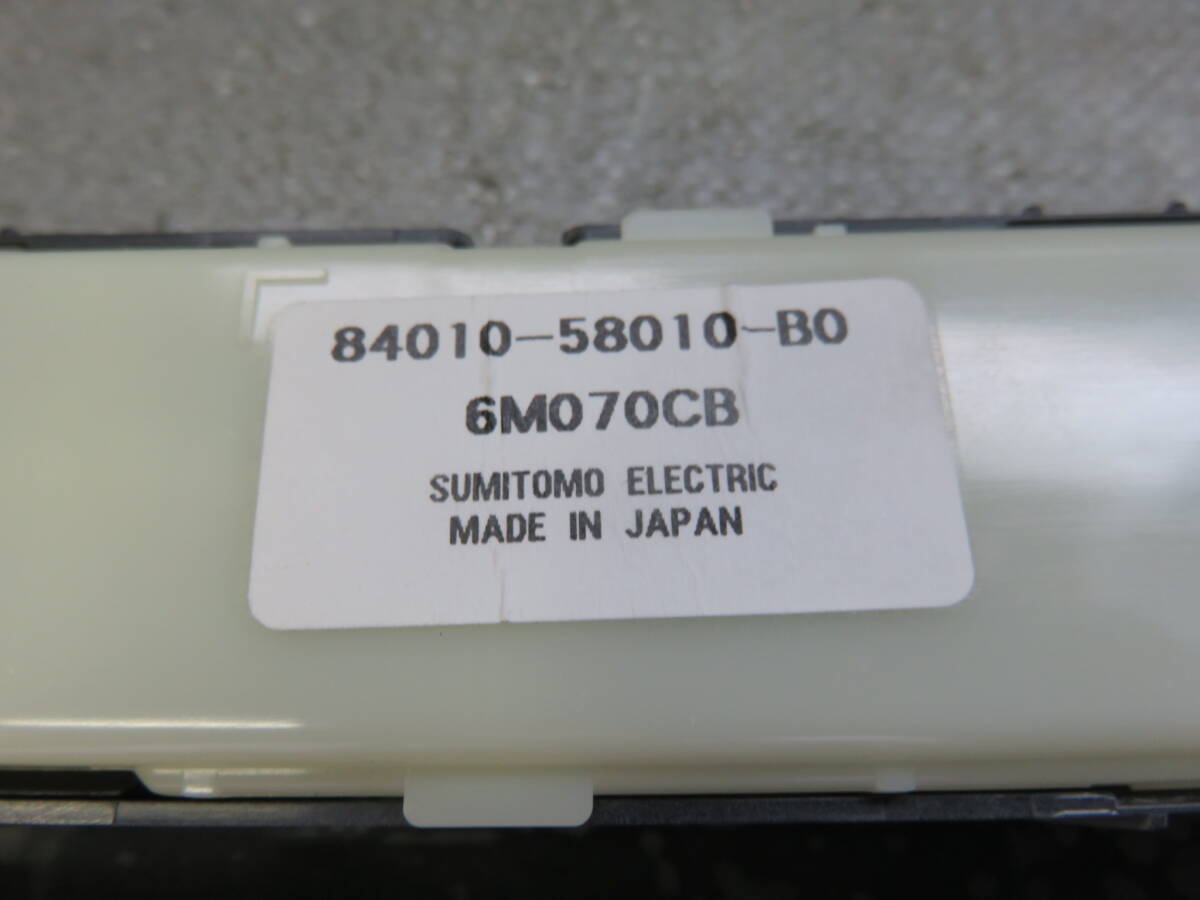 84010-58010-B0
6M070CB
SUMITOMO ELECTRIC
MADE IN JAPAN